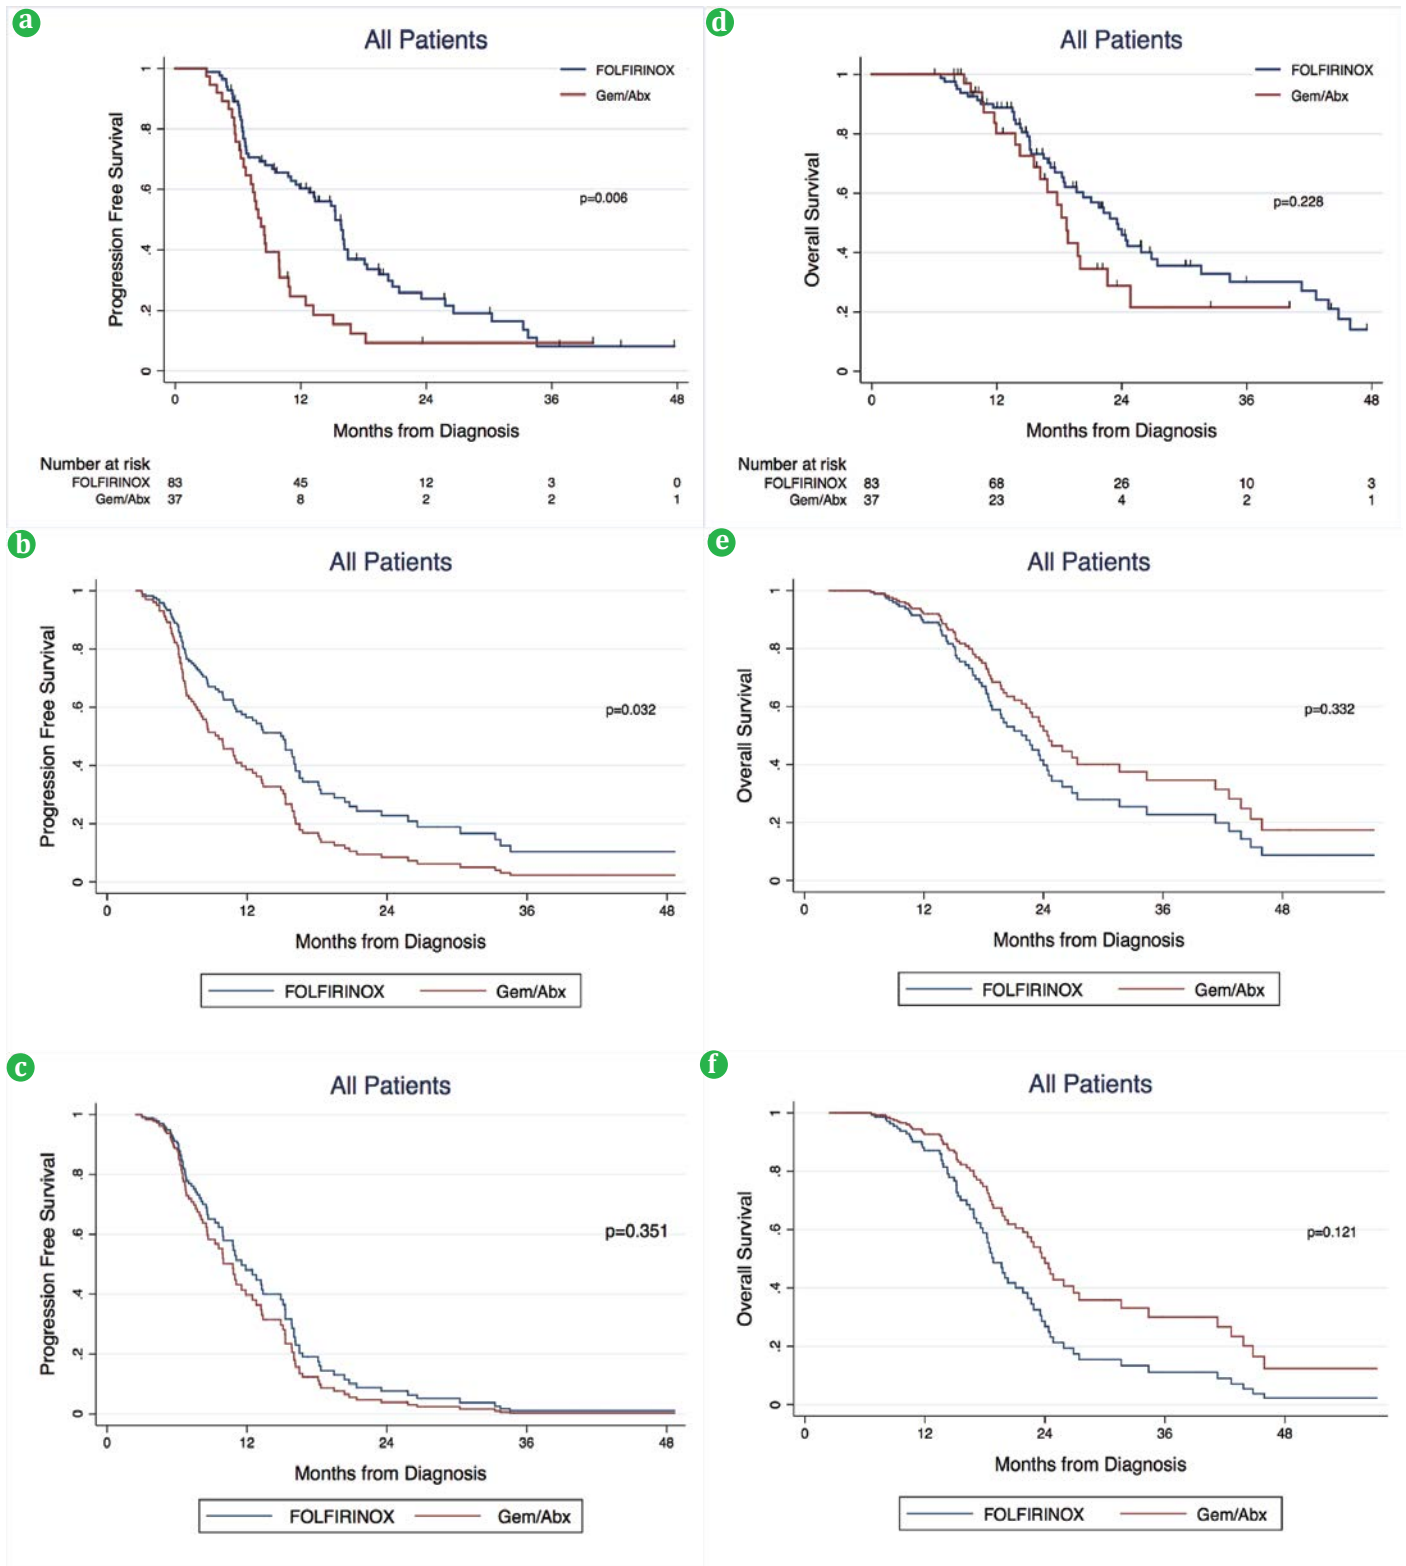 a
All Patients
FOLFIRINOX
Gem/Abx
Progression Free Survival
1
.8
.6
.4
.2
0
p=0.006
0 12 24 36 48
Months from Diagnosis
Number at risk
FOLFIRINOX 83 45 12 3 0
Gem/Abx 37 8 2 2 1
d
All Patients
FOLFIRINOX
Gem/Abx
Overall Survival
1
.8
.6
.4
.2
0
p=0.228
0 12 24 36 48
Months from Diagnosis
Number at risk
FOLFIRINOX 83 68 26 10 3
Gem/Abx 37 23 4 2 1
b
All Patients
Progression Free Survival
1
.8
.6
.4
.2
0
p=0.032
0 12 24 36 48
Months from Diagnosis
FOLFIRINOX Gem/Abx
e
All Patients
Overall Survival
1
.8
.6
.4
.2
0
p=0.332
0 12 24 36 48
Months from Diagnosis
FOLFIRINOX Gem/Abx
c
All Patients
Progression Free Survival
1
.8
.6
.4
.2
0
p=0.351
0 12 24 36 48
Months from Diagnosis
FOLFIRINOX Gem/Abx
f
All Patients
Overall Survival
1
.8
.6
.4
.2
0
p=0.121
0 12 24 36 48
Months from Diagnosis
FOLFIRINOX Gem/Abx